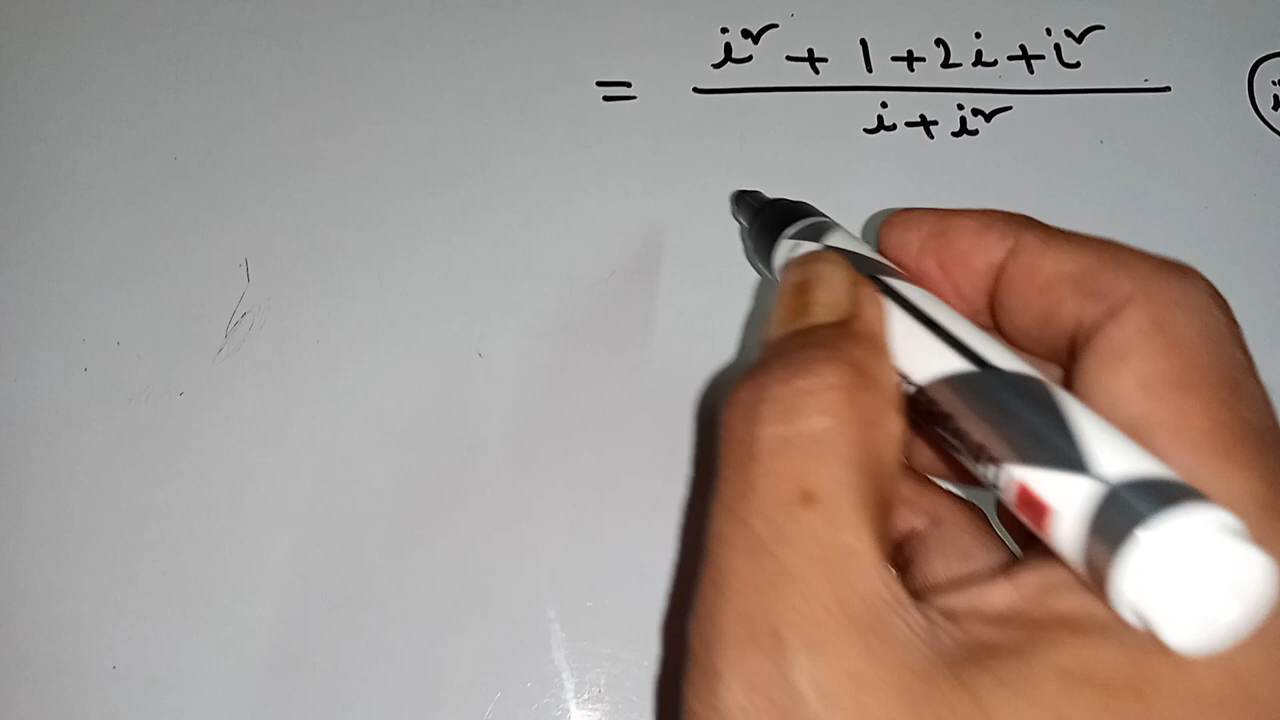 = (i² + 1 + 2i + i²) / (i + i²)